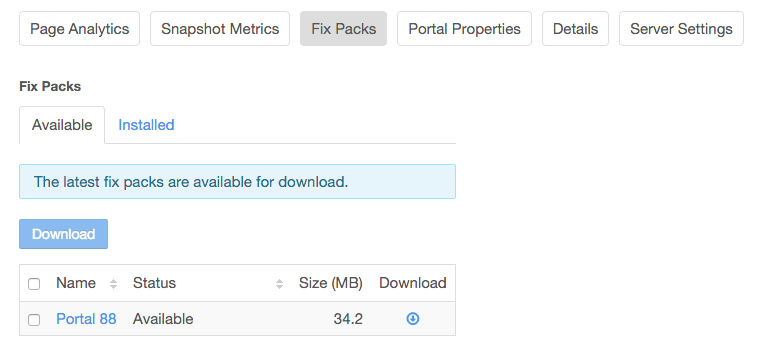 Page Analytics Snapshot Metrics Fix Packs Portal Properties Details Server Settings
Fix Packs
Available Installed
The latest fix packs are available for download.
Download
Name Status Size (MB) Download
Portal 88 Available 34.2